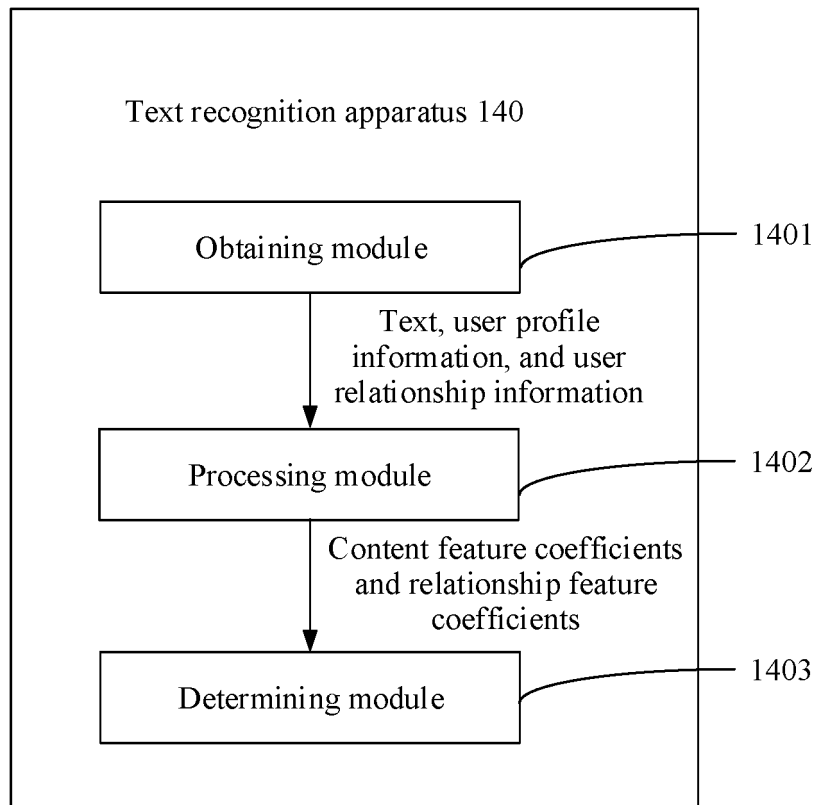 Text recognition apparatus 140
Obtaining module
1401
Text, user profile
information, and user
relationship information
Processing module
1402
Content feature coefficients
and relationship feature
coefficients
Determining module
1403